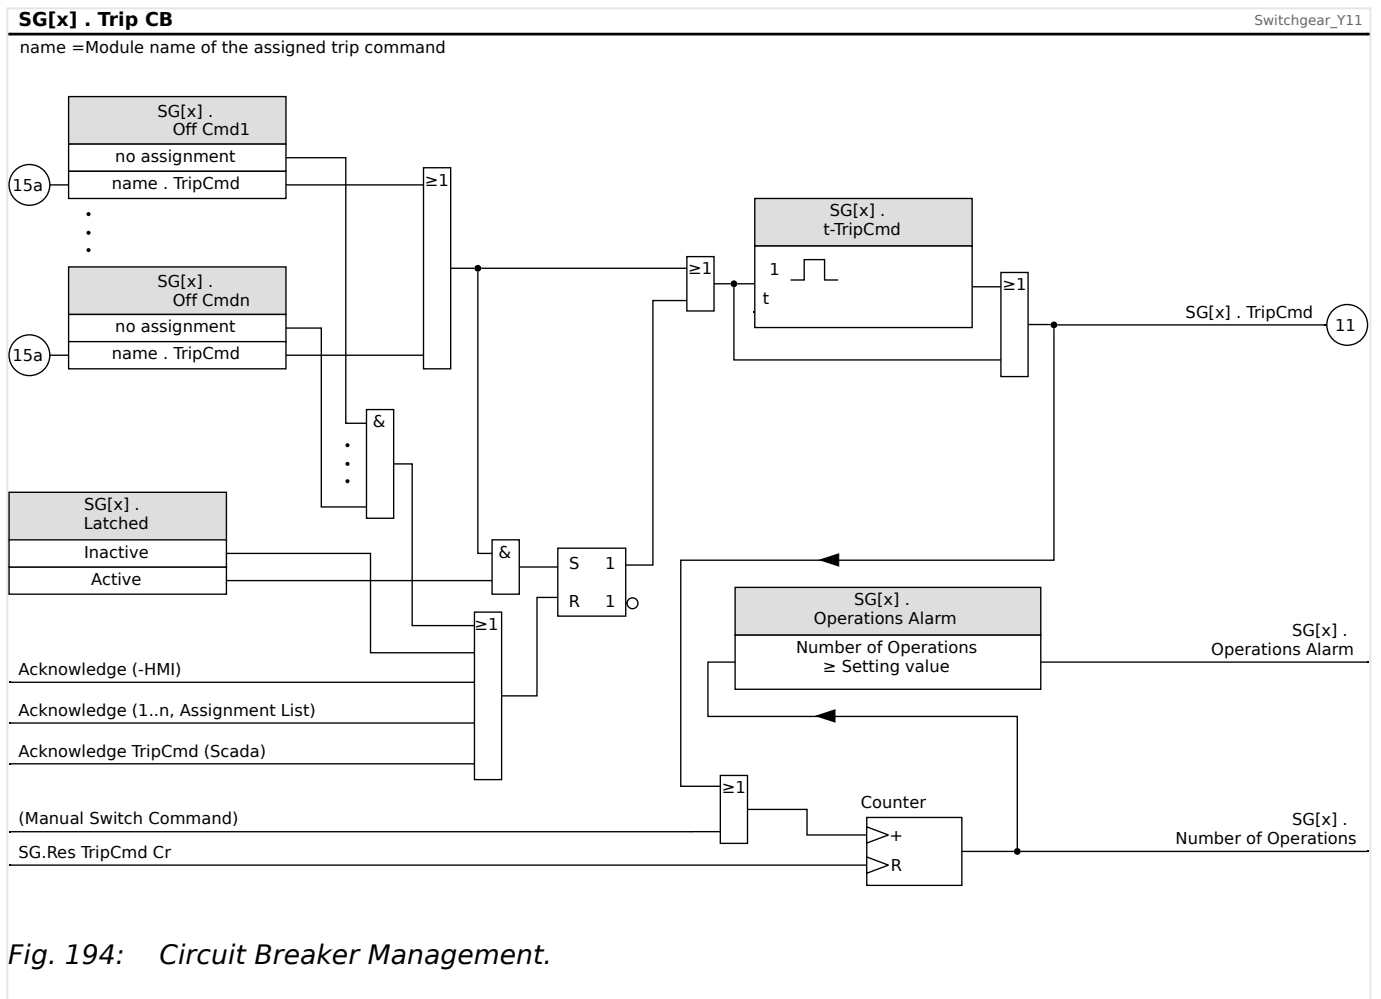 SG[x] . Trip CB
Switchgear_Y11
name =Module name of the assigned trip command
SG[x] .
Off Cmd1
no assignment
15a
name . TripCmd
≥1
SG[x] .
t-TripCmd
1
t
≥1
≥1
SG[x] . TripCmd
11
SG[x] .
Off Cmdn
no assignment
15a
name . TripCmd
&
SG[x] .
Latched
Inactive
Active
&
S 1
R 1
≥1
SG[x] .
Operations Alarm
Number of Operations
≥ Setting value
SG[x] .
Operations Alarm
Acknowledge (-HMI)
Acknowledge (1..n, Assignment List)
Acknowledge TripCmd (Scada)
≥1
Counter
+
R
(Manual Switch Command)
SG.Res TripCmd Cr
SG[x] .
Number of Operations
Fig. 194: Circuit Breaker Management.